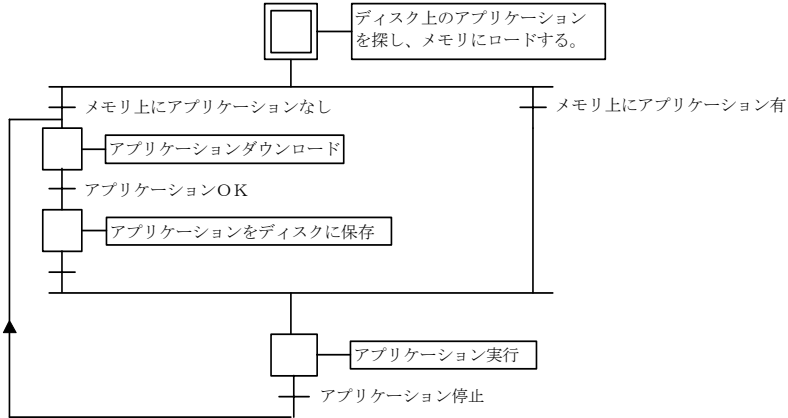 ディスク上のアプリケーション
を探し、メモリにロードする。
メモリ上にアプリケーションなし
メモリ上にアプリケーション有
アプリケーションダウンロード
アプリケーションOK
アプリケーションをディスクに保存
アプリケーション実行
アプリケーション停止